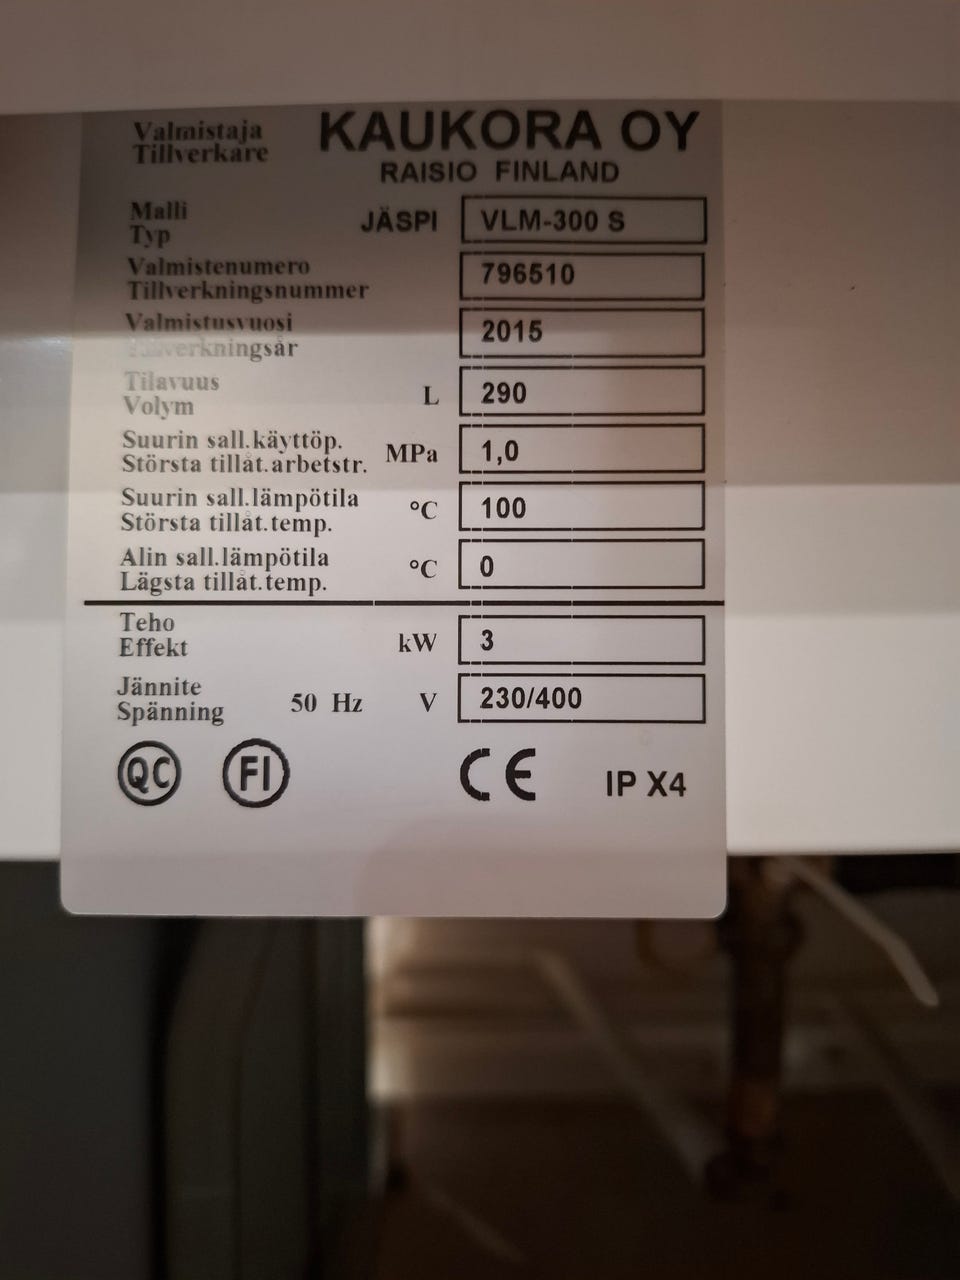 Valmistaja KAUKORA OY
Tillverkare RAISIO FINLAND
Malli
Typ JÄSPI VLM-300 S
Valmistenumero 796510
Tillverkningsnummer
Valmistusvuosi 2015
Tillverkningsår
Tilavuus
Volym L 290
Suurin sall.käyttöp. MPa 1,0
Största tillåt.arbetstr.
Suurin sall.lämpötila °C 100
Största tillåt.temp.
Alin sall.lämpötila °C 0
Lägsta tillåt.temp.
Teho
Effekt kW 3
Jännite 50 Hz V 230/400
Spänning
QC FI CE IP X4